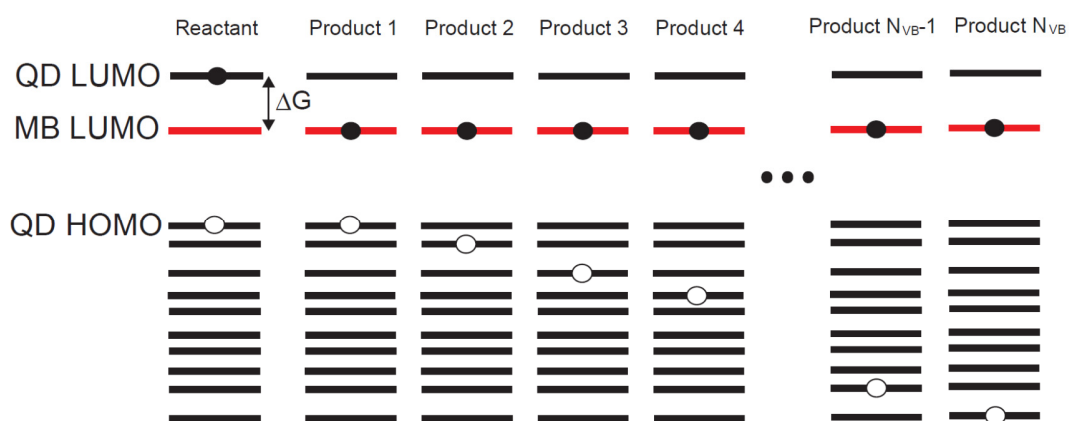 Reactant Product 1 Product 2 Product 3 Product 4 Product N_VB-1 Product N_VB
QD LUMO
ΔG
MB LUMO
•••
QD HOMO